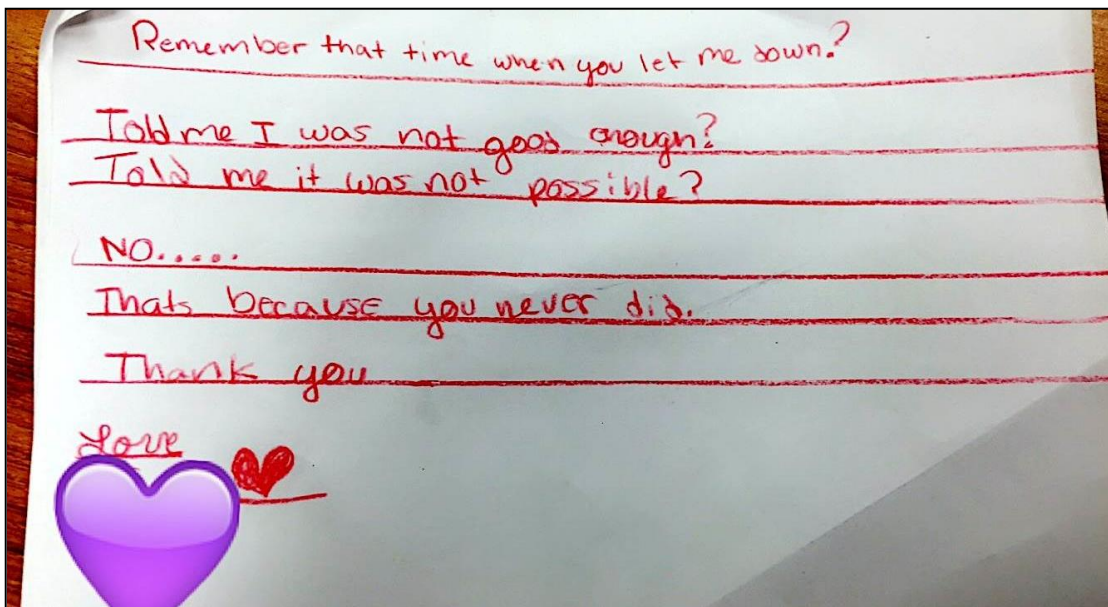 Remember that time when you let me down?
Told me I was not good enough?
Told me it was not possible?
NO.....
Thats because you never did.
Thank you
Love